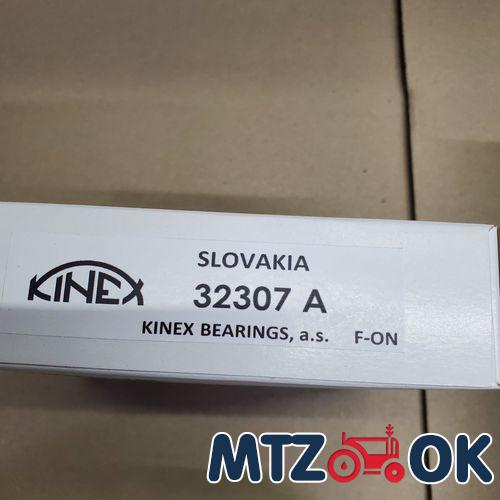 SLOVAKIA
KINEX
32307 A
KINEX BEARINGS, a.s. F-ON
MTZ OK